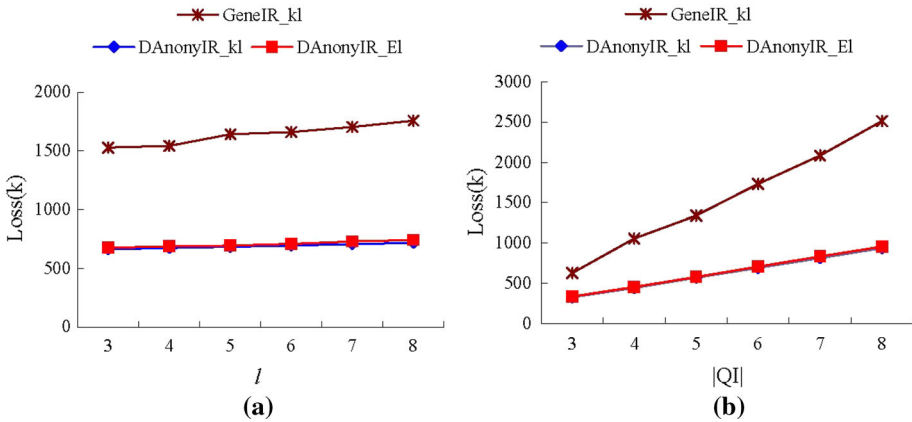 GeneIR_kl
DAnonyIR_kl DAnonyIR_El
2000
1500
1000
500
0
Loss(k)
3 4 5 6 7 8
l
(a)
GeneIR_kl
DAnonyIR_kl DAnonyIR_El
3000
2500
2000
1500
1000
500
0
Loss(k)
3 4 5 6 7 8
|QI|
(b)